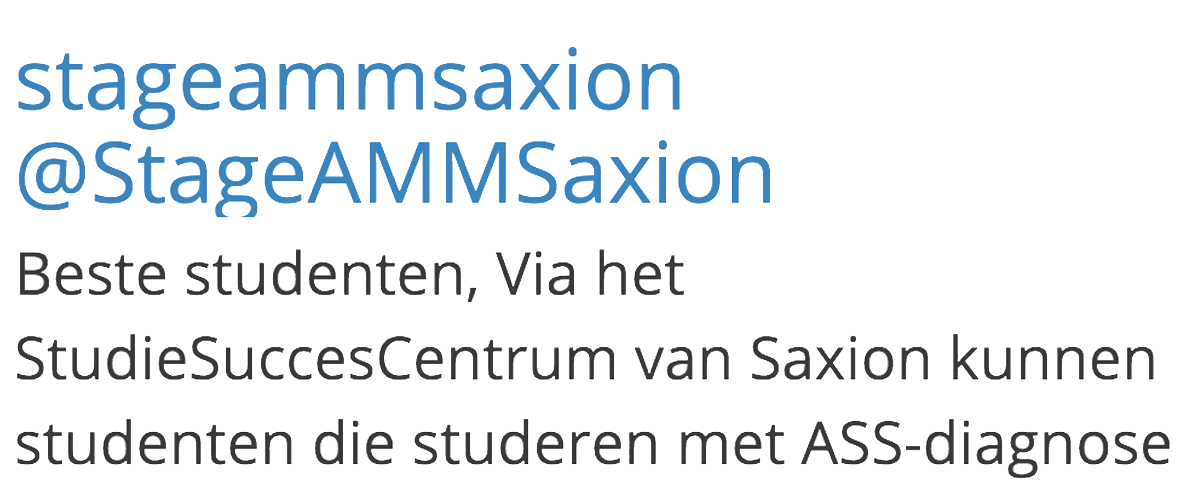 stageammsaxion
@StageAMMSaxion
Beste studenten, Via het
StudieSuccesCentrum van Saxion kunnen
studenten die studeren met ASS-diagnose